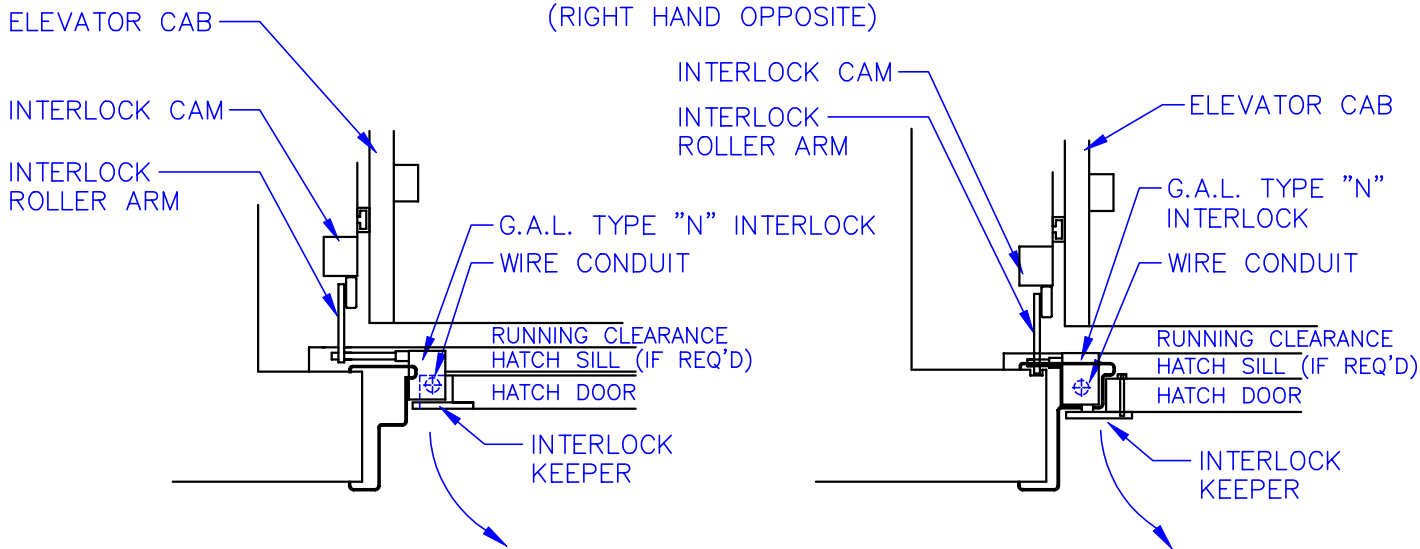 (RIGHT HAND OPPOSITE)
ELEVATOR CAB
INTERLOCK CAM
INTERLOCK
ROLLER ARM
G.A.L. TYPE "N" INTERLOCK
WIRE CONDUIT
RUNNING CLEARANCE
HATCH SILL (IF REQ'D)
HATCH DOOR
INTERLOCK
KEEPER
INTERLOCK CAM
INTERLOCK
ROLLER ARM
ELEVATOR CAB
G.A.L. TYPE "N"
INTERLOCK
WIRE CONDUIT
RUNNING CLEARANCE
HATCH SILL (IF REQ'D)
HATCH DOOR
INTERLOCK
KEEPER